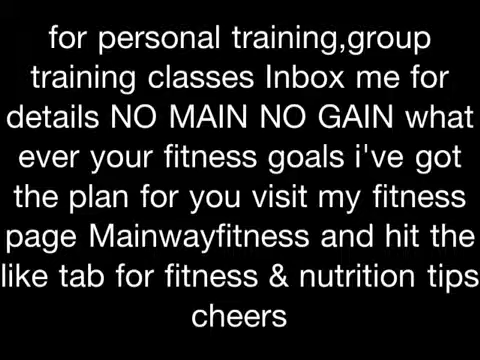 for personal training,group
training classes Inbox me for
details NO MAIN NO GAIN what
ever your fitness goals i've got
the plan for you visit my fitness
page Mainwayfitness and hit the
like tab for fitness & nutrition tips
cheers